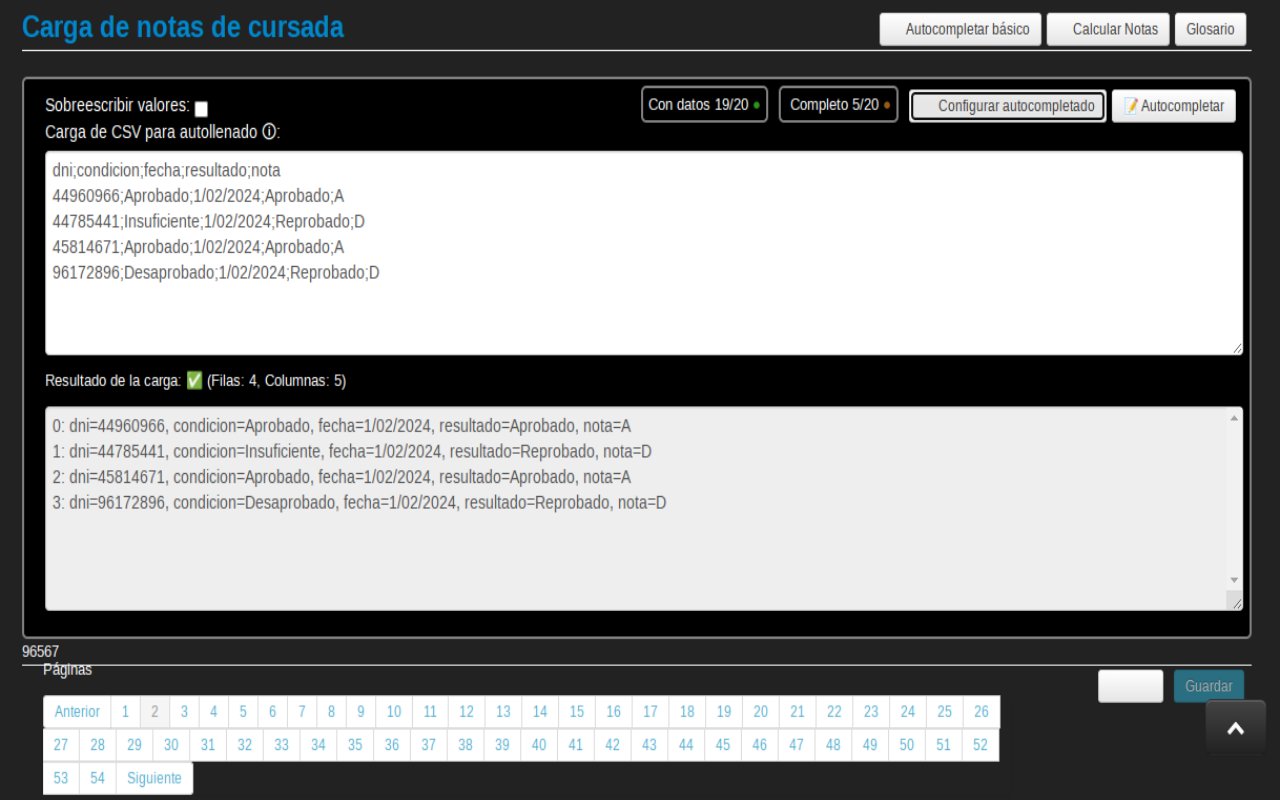 Carga de notas de cursada
Autocompletar básico
Calcular Notas
Glosario
Sobreescribir valores:
Con datos 19/20
Completo 5/20
Configurar autocompletado
📝 Autocompletar
Carga de CSV para autollenado 🛈:
dni;condicion;fecha;resultado;nota
44960966;Aprobado;1/02/2024;Aprobado;A
44785441;Insuficiente;1/02/2024;Reprobado;D
45814671;Aprobado;1/02/2024;Aprobado;A
96172896;Desaprobado;1/02/2024;Reprobado;D
Resultado de la carga: ✅ (Filas: 4, Columnas: 5)
0: dni=44960966, condicion=Aprobado, fecha=1/02/2024, resultado=Aprobado, nota=A
1: dni=44785441, condicion=Insuficiente, fecha=1/02/2024, resultado=Reprobado, nota=D
2: dni=45814671, condicion=Aprobado, fecha=1/02/2024, resultado=Aprobado, nota=A
3: dni=96172896, condicion=Desaprobado, fecha=1/02/2024, resultado=Reprobado, nota=D
96567
Páginas
Guardar
Anterior 1 2 3 4 5 6 7 8 9 10 11 12 13 14 15 16 17 18 19 20 21 22 23 24 25 26
27 28 29 30 31 32 33 34 35 36 37 38 39 40 41 42 43 44 45 46 47 48 49 50 51 52
53 54 Siguiente